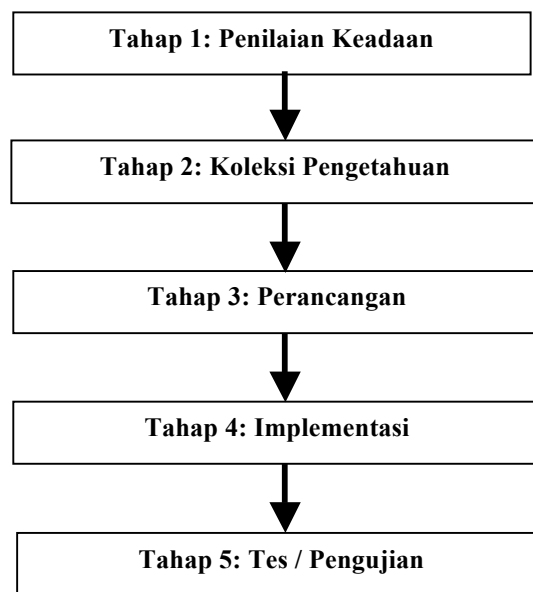 Tahap 1: Penilaian Keadaan
Tahap 2: Koleksi Pengetahuan
Tahap 3: Perancangan
Tahap 4: Implementasi
Tahap 5: Tes / Pengujian